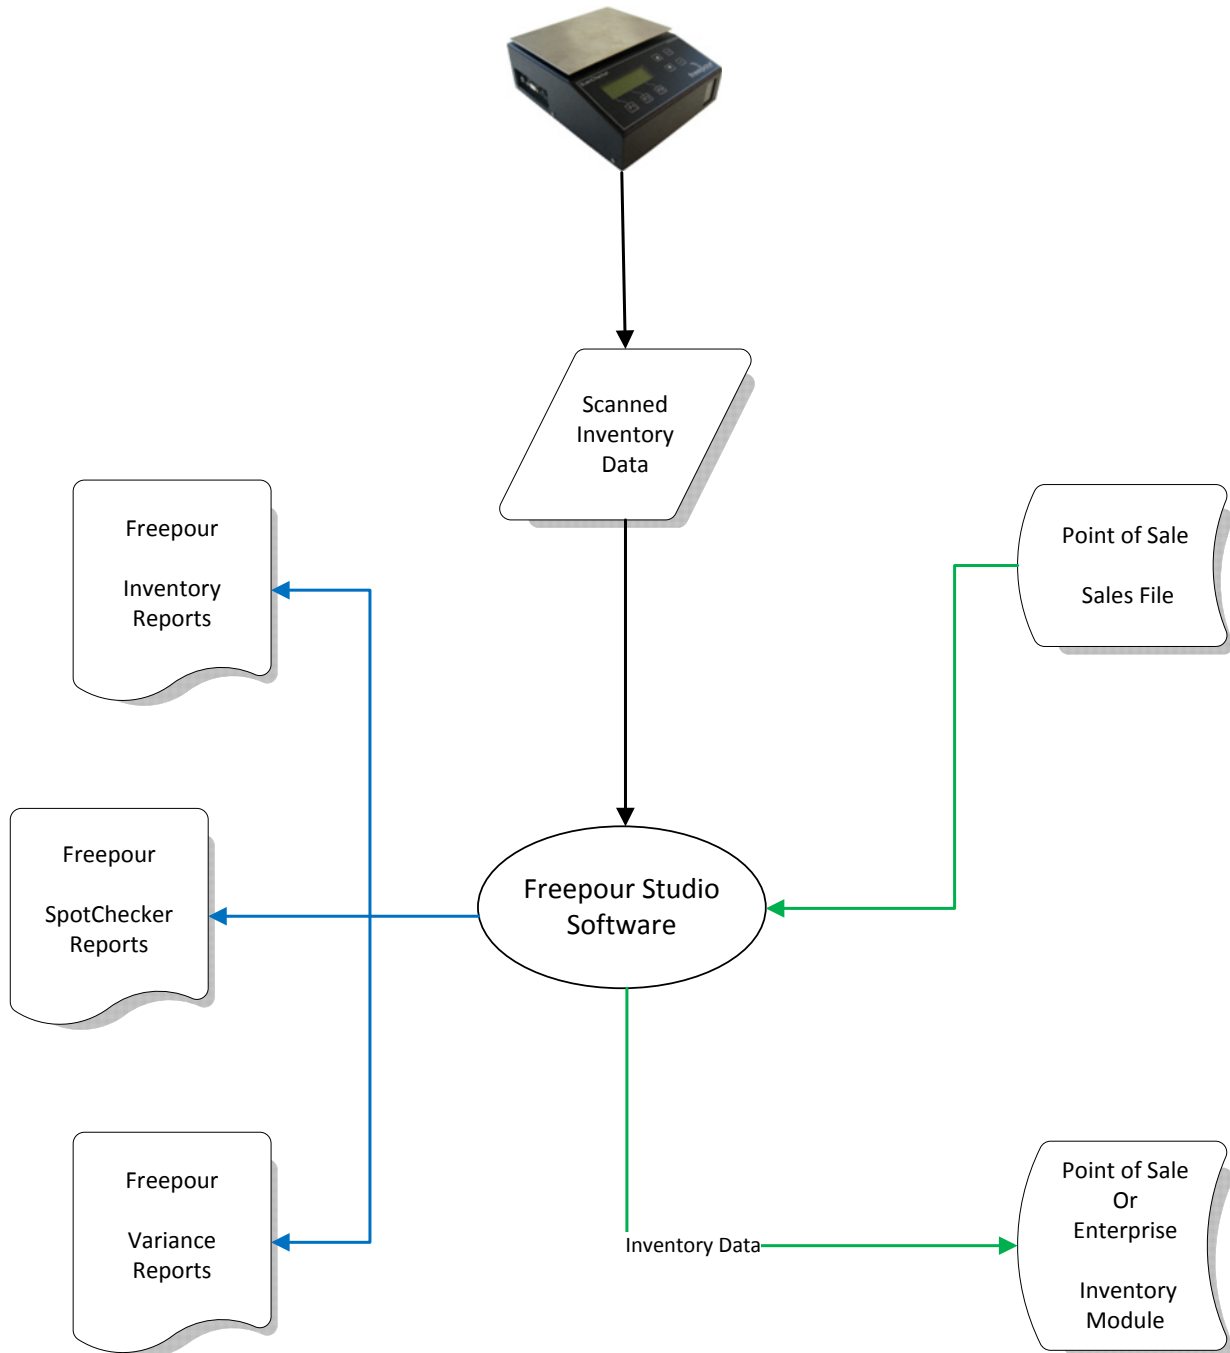 Scanned
Inventory
Data
Freepour
Inventory
Reports
Point of Sale
Sales File
Freepour
SpotChecker
Reports
Freepour Studio
Software
Freepour
Variance
Reports
Inventory Data
Point of Sale
Or
Enterprise
Inventory
Module